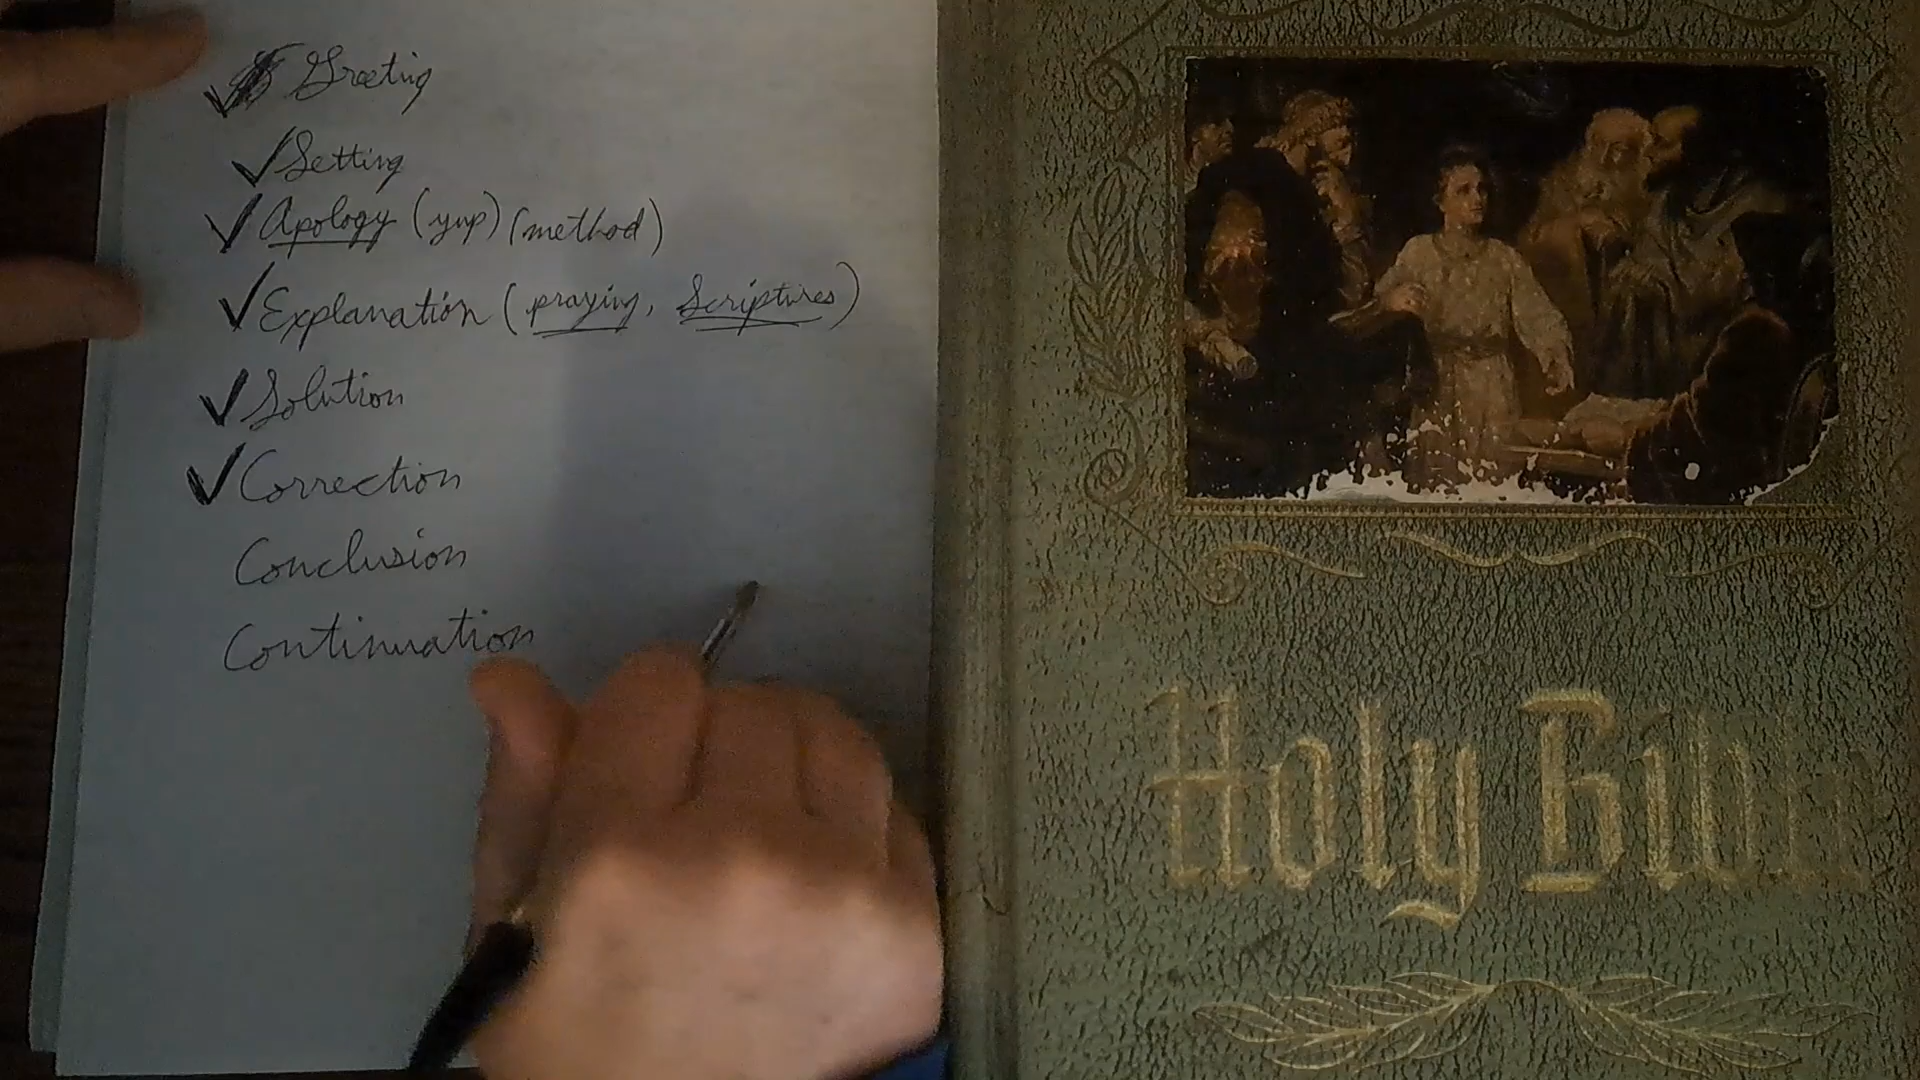 Greeting
✓ Setting
✓ Apology (yup) (method)
✓ Explanation (praying, Scriptures)
✓ Solution
✓ Correction
Conclusion
Continuation
Holy Bible